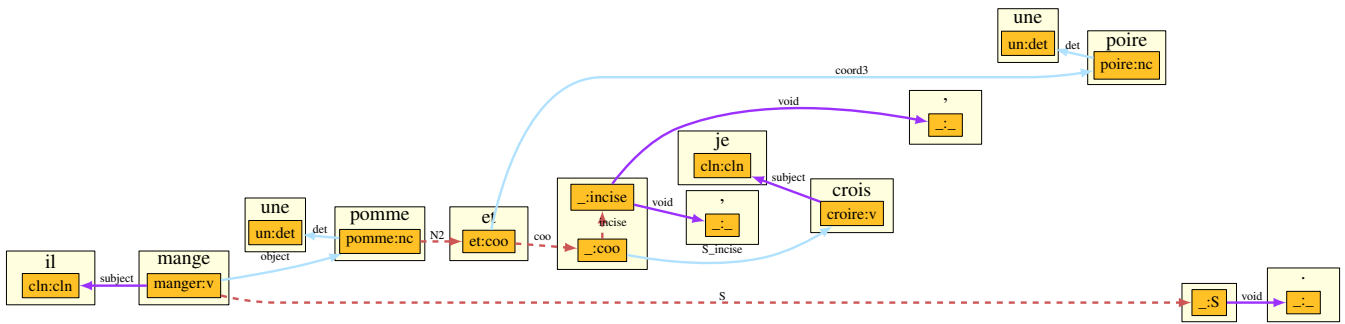 une
un:det
det
poire
poire:nc
coord3
void
,
_:_
je
cln:cln
subject
crois
croire:v
_:incise
void
,
_:_
incise
_:coo
S_incise
une
un:det
det
pomme
pomme:nc
N2
et
et:coo
coo
object
il
cln:cln
subject
mange
manger:v
S
_:S
void
.
_:_